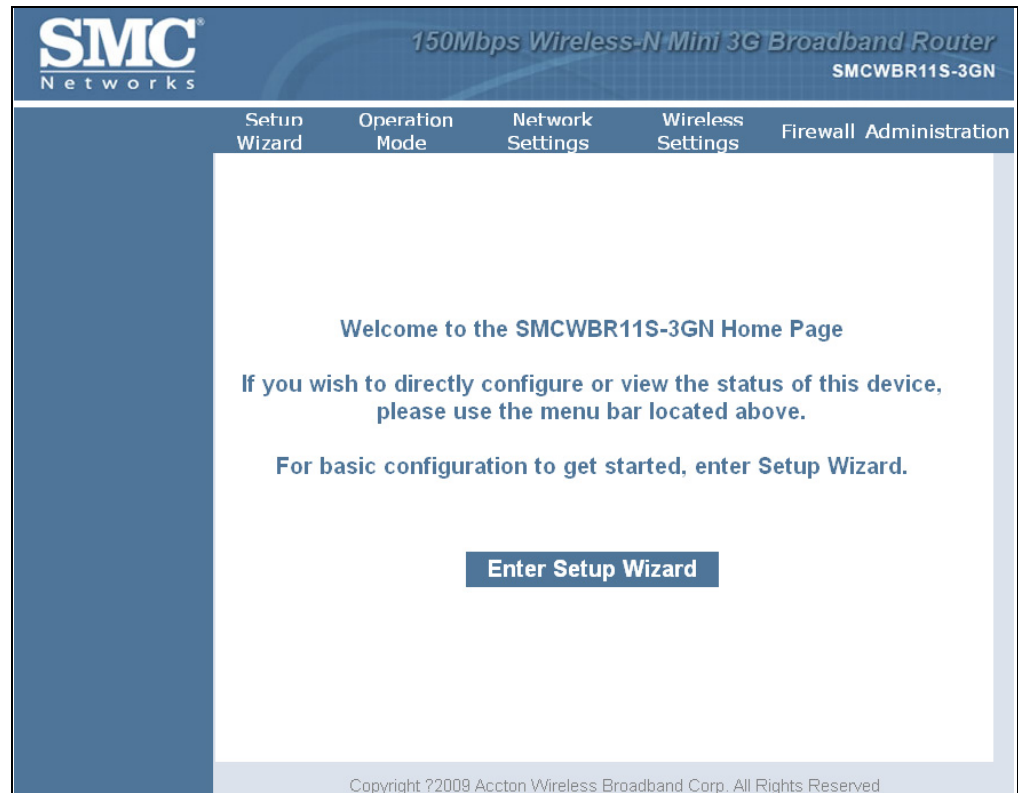 SMC®
Networks
150Mbps Wireless-N Mini 3G Broadband Router
SMCWBR11S-3GN
Setup Wizard
Operation Mode
Network Settings
Wireless Settings
Firewall
Administration
Welcome to the SMCWBR11S-3GN Home Page
If you wish to directly configure or view the status of this device,
please use the menu bar located above.
For basic configuration to get started, enter Setup Wizard.
Enter Setup Wizard
Copyright ?2009 Accton Wireless Broadband Corp. All Rights Reserved